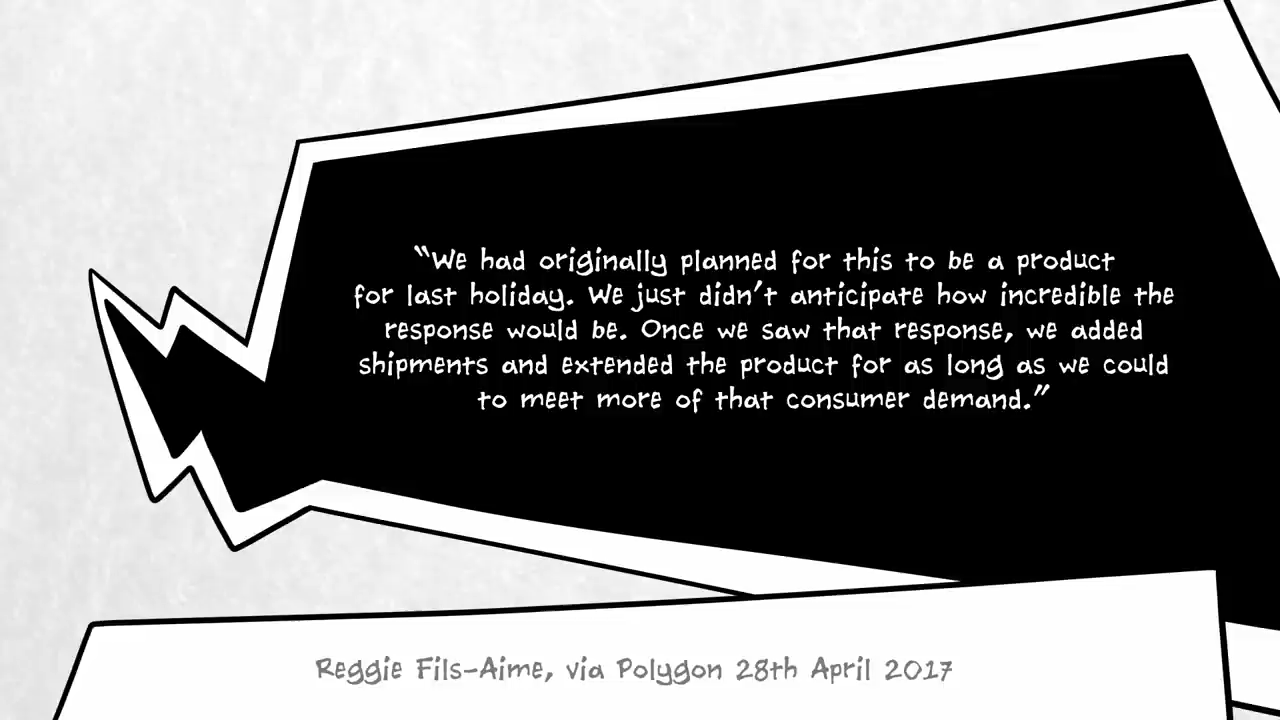 “We had originally planned for this to be a product
for last holiday. We just didn’t anticipate how incredible the
response would be. Once we saw that response, we added
shipments and extended the product for as long as we could
to meet more of that consumer demand.”
Reggie Fils-Aime, via Polygon 28th April 2017